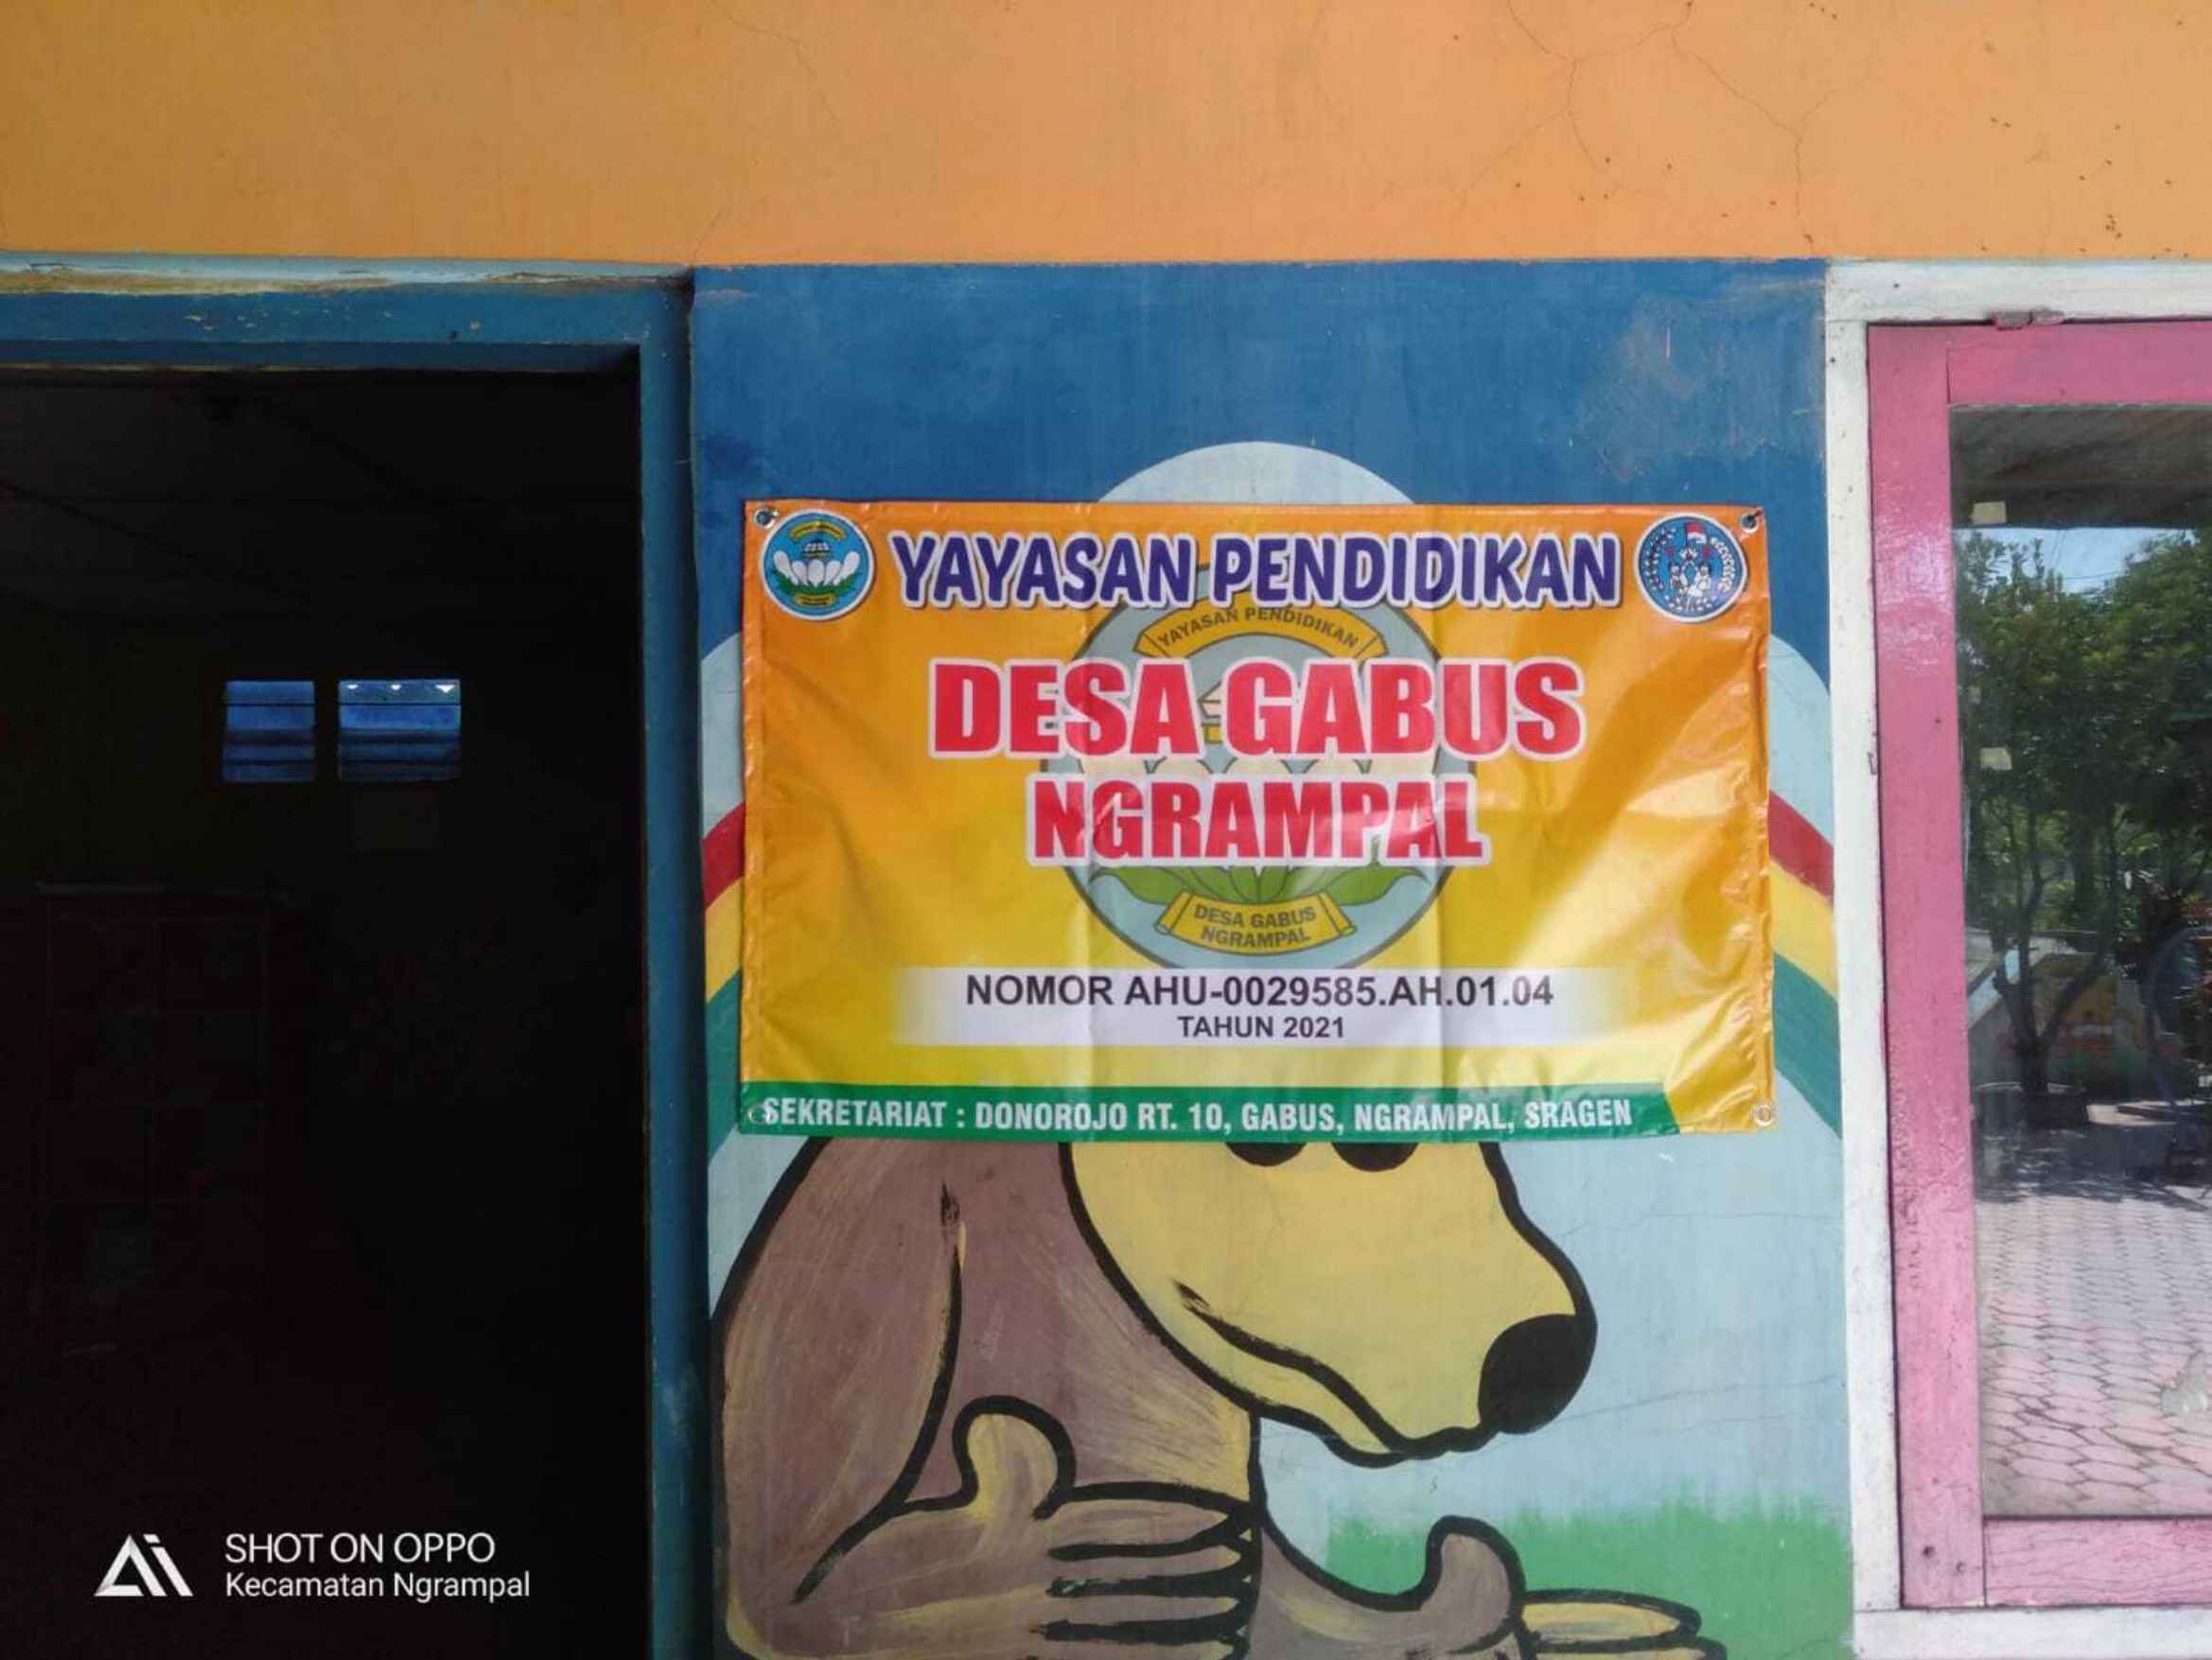 YAYASAN PENDIDIKAN
YAYASAN PENDIDIKAN
DESA GABUS
NGRAMPAL
DESA GABUS
NGRAMPAL
NOMOR AHU-0029585.AH.01.04
TAHUN 2021
SEKRETARIAT : DONOROJO RT. 10, GABUS, NGRAMPAL, SRAGEN
SHOT ON OPPO
Kecamatan Ngrampal